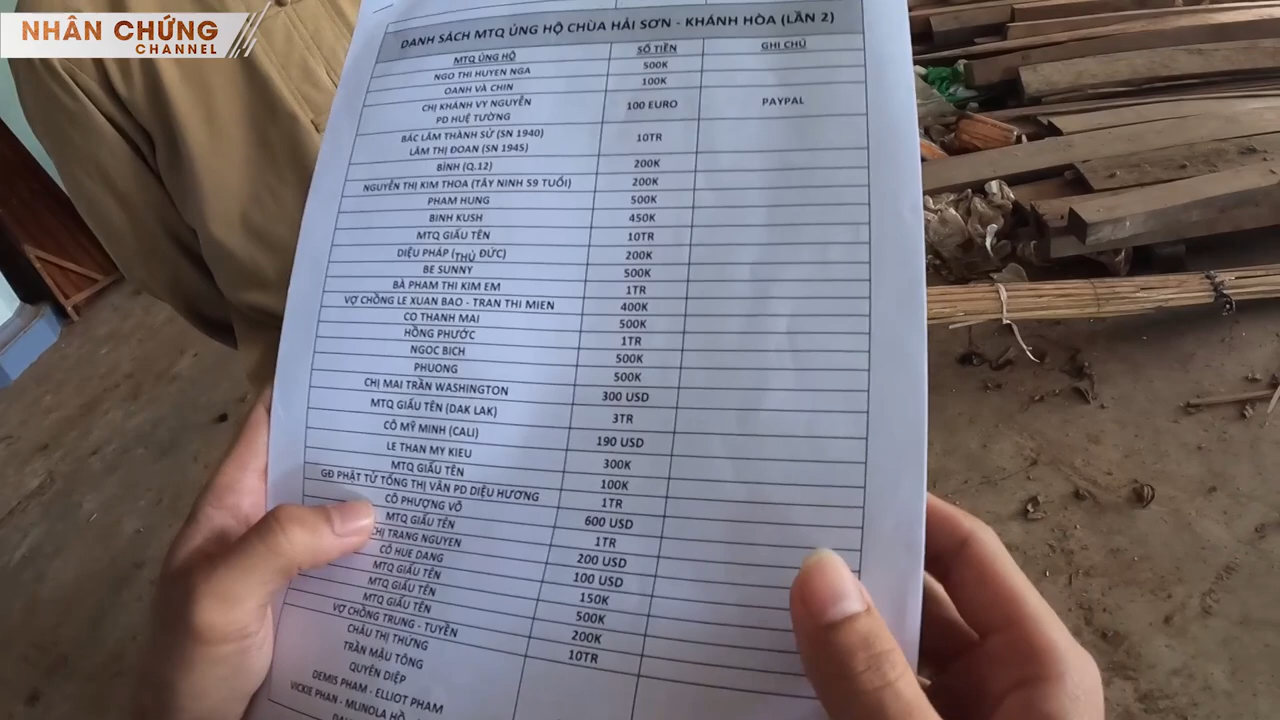 NHÂN CHỨNG
CHANNEL
DANH SÁCH MTQ ỦNG HỘ CHÙA HẢI SƠN - KHÁNH HÒA (LẦN 2)
MTQ ỦNG HỘ SỐ TIỀN GHI CHÚ
NGO THI HUYEN NGA 500K
OANH VÀ CHIN 100K
CHỊ KHÁNH VY NGUYỄN
PD HUỆ TƯỜNG 100 EURO PAYPAL
BÁC LÂM THÀNH SỬ (SN 1940)
LÂM THỊ ĐOAN (SN 1945) 10TR
BÌNH (Q.12) 200K
NGUYỄN THỊ KIM THOA (TÂY NINH 59 TUỔI) 200K
PHAM HUNG 500K
BINH KUSH 450K
MTQ GIẤU TÊN 10TR
DIỆU PHÁP (THỦ ĐỨC) 200K
BE SUNNY 500K
BÀ PHAM THI KIM EM 1TR
VỢ CHỒNG LE XUAN BAO - TRAN THI MIEN 400K
CO THANH MAI 500K
HỒNG PHƯỚC 1TR
NGOC BICH 500K
PHUONG 500K
CHỊ MAI TRẦN WASHINGTON 300 USD
MTQ GIẤU TÊN (DAK LAK) 3TR
CÔ MỸ MINH (CALI) 190 USD
LE THAN MY KIEU 300K
MTQ GIẤU TÊN 100K
GĐ PHẬT TỬ TỐNG THỊ VÂN PD DIỆU HƯƠNG 1TR
CÔ PHƯỢNG VÕ 600 USD
MTQ GIẤU TÊN 1TR
CHỊ TRANG NGUYEN 200 USD
CÔ HUE DANG 100 USD
MTQ GIẤU TÊN 150K
MTQ GIẤU TÊN 500K
MTQ GIẤU TÊN 200K
VỢ CHỒNG TRUNG - TUYỀN 10TR
CHÂU THỊ THỨNG
TRẦN MẬU TÔNG
QUYÊN DIỆP
DEMIS PHAM - ELLIOT PHAM
VICKIE PHAN - MLINOLA HỒ